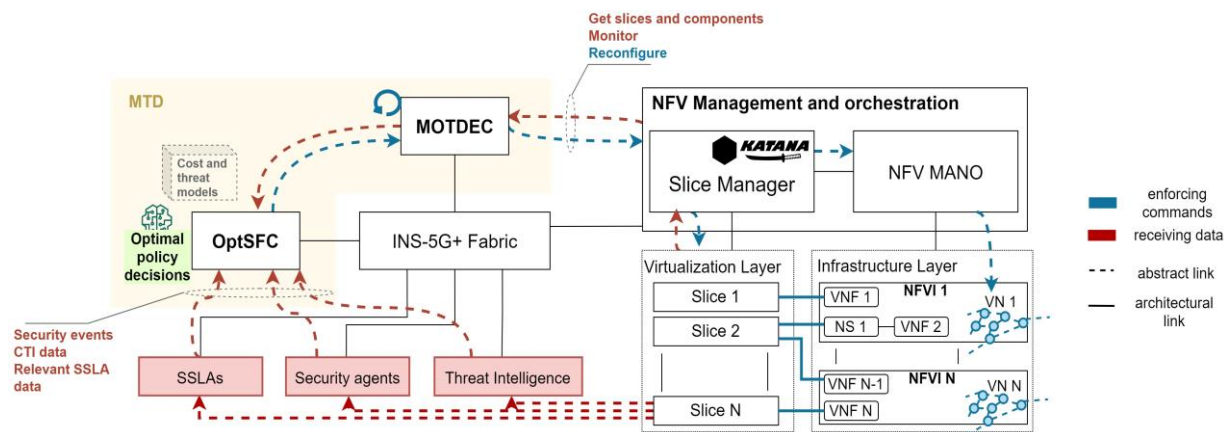 Get slices and components
Monitor
Reconfigure
MTD
MOTDEC
NFV Management and orchestration
KATANA
Slice Manager
NFV MANO
Cost and
threat
models
Optimal
policy
decisions
OptSFC
INS-5G+ Fabric
enforcing
commands
receiving data
abstract link
architectural
link
Virtualization Layer
Infrastructure Layer
Slice 1
Slice 2
Slice N
NFVI 1
VNF 1
VN 1
NS 1
VNF 2
NFVI N
VNF N-1
VN N
VNF N
Security events
CTI data
Relevant SSLA
data
SSLAs
Security agents
Threat Intelligence